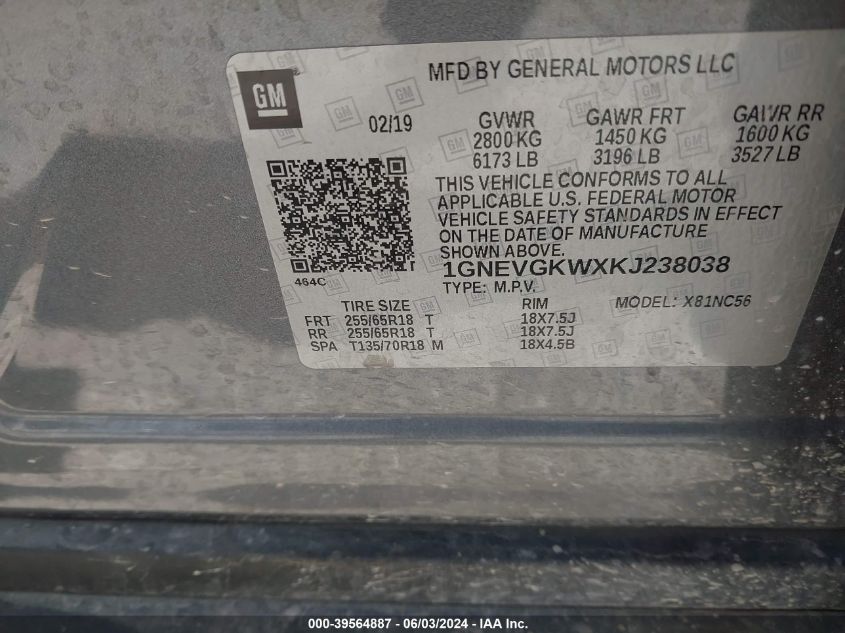 GM
MFD BY GENERAL MOTORS LLC
02/19 GVWR GAWR FRT GAWR RR
2800 KG 1450 KG 1600 KG
6173 LB 3196 LB 3527 LB
THIS VEHICLE CONFORMS TO ALL
APPLICABLE U.S. FEDERAL MOTOR
VEHICLE SAFETY STANDARDS IN EFFECT
ON THE DATE OF MANUFACTURE
SHOWN ABOVE.
464C
1GNEVGKWXKJ238038
TYPE: M.P.V. MODEL: X81NC56
TIRE SIZE RIM
FRT 255/65R18 T 18X7.5J
RR 255/65R18 T 18X7.5J
SPA T135/70R18 M 18X4.5B
000-39564887 - 06/03/2024 - IAA Inc.